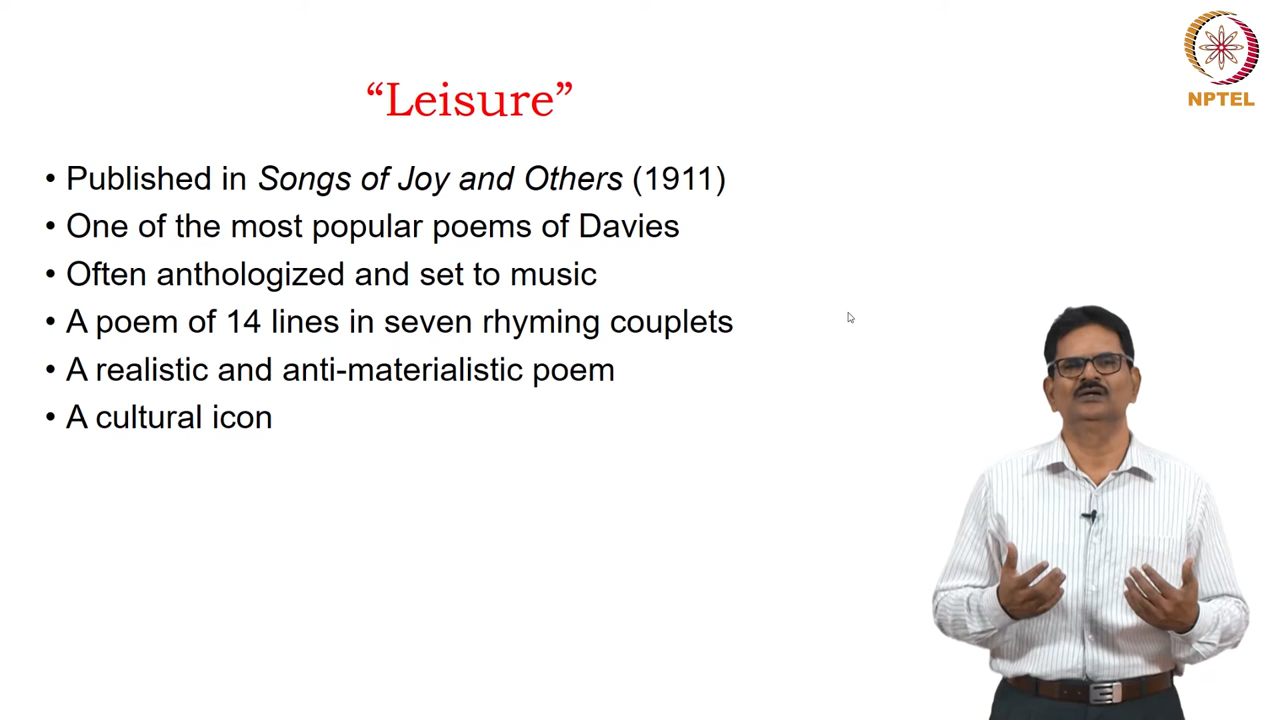 NPTEL
“Leisure”
• Published in Songs of Joy and Others (1911)
• One of the most popular poems of Davies
• Often anthologized and set to music
• A poem of 14 lines in seven rhyming couplets
• A realistic and anti-materialistic poem
• A cultural icon